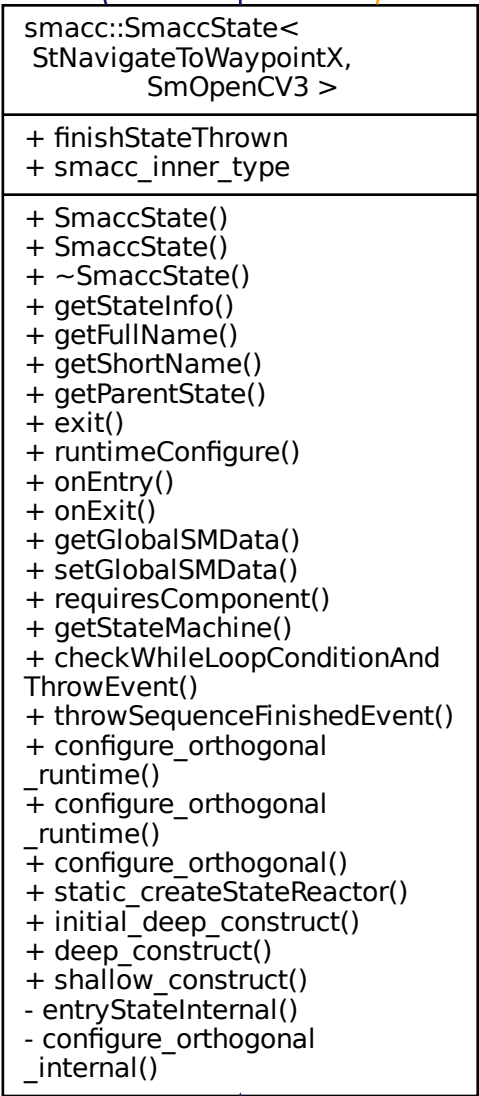 smacc::SmaccState<
StNavigateToWaypointX,
SmOpenCV3 >
+ finishStateThrown
+ smacc_inner_type
+ SmaccState()
+ SmaccState()
+ ~SmaccState()
+ getStateInfo()
+ getFullName()
+ getShortName()
+ getParentState()
+ exit()
+ runtimeConfigure()
+ onEntry()
+ onExit()
+ getGlobalSMData()
+ setGlobalSMData()
+ requiresComponent()
+ getStateMachine()
+ checkWhileLoopConditionAnd
ThrowEvent()
+ throwSequenceFinishedEvent()
+ configure_orthogonal
_runtime()
+ configure_orthogonal
_runtime()
+ configure_orthogonal()
+ static_createStateReactor()
+ initial_deep_construct()
+ deep_construct()
+ shallow_construct()
- entryStateInternal()
- configure_orthogonal
_internal()